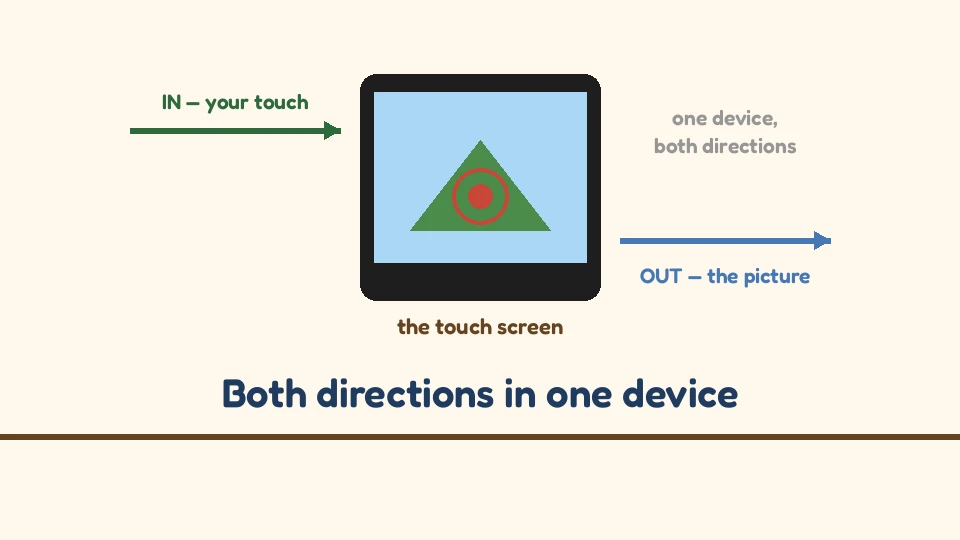 IN – your touch
one device,
both directions
OUT – the picture
the touch screen
Both directions in one device